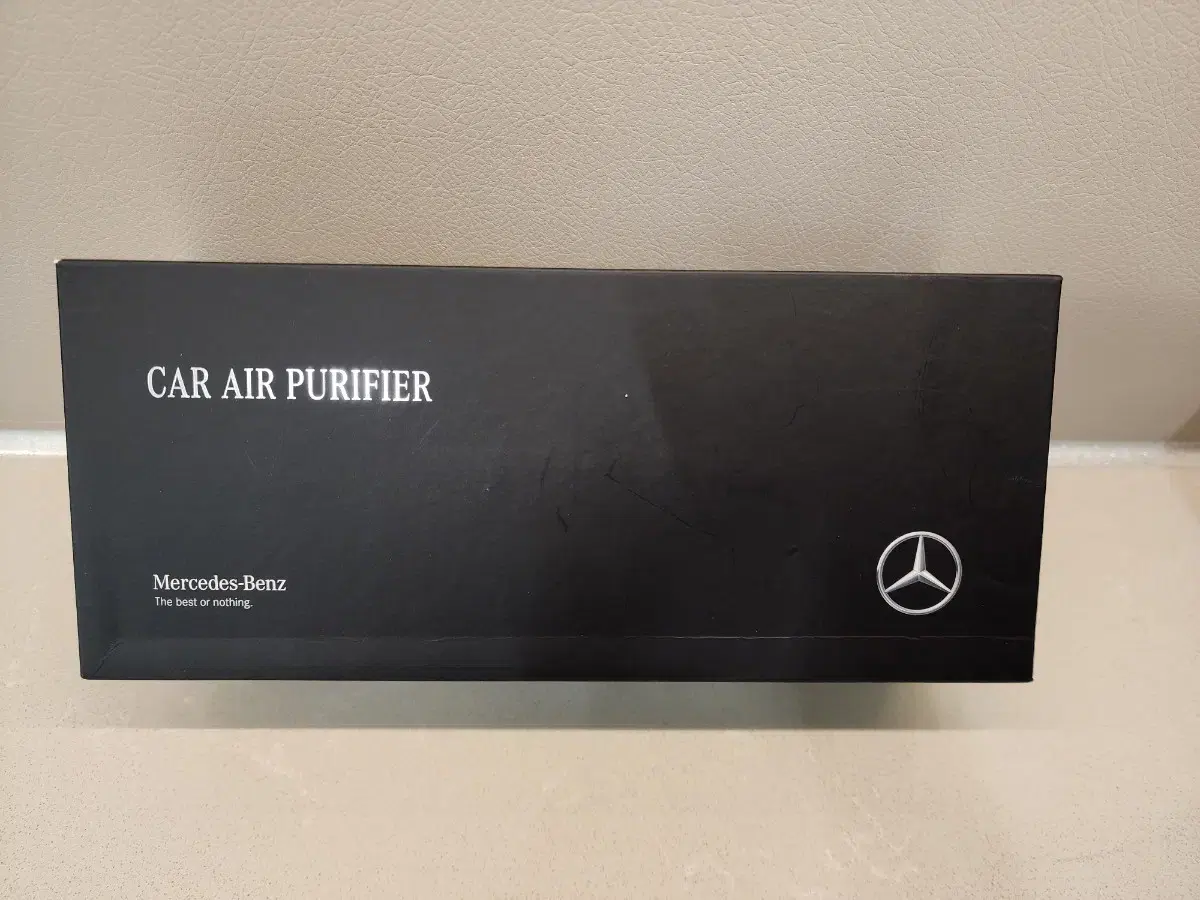 CAR AIR PURIFIER
Mercedes-Benz
The best or nothing.